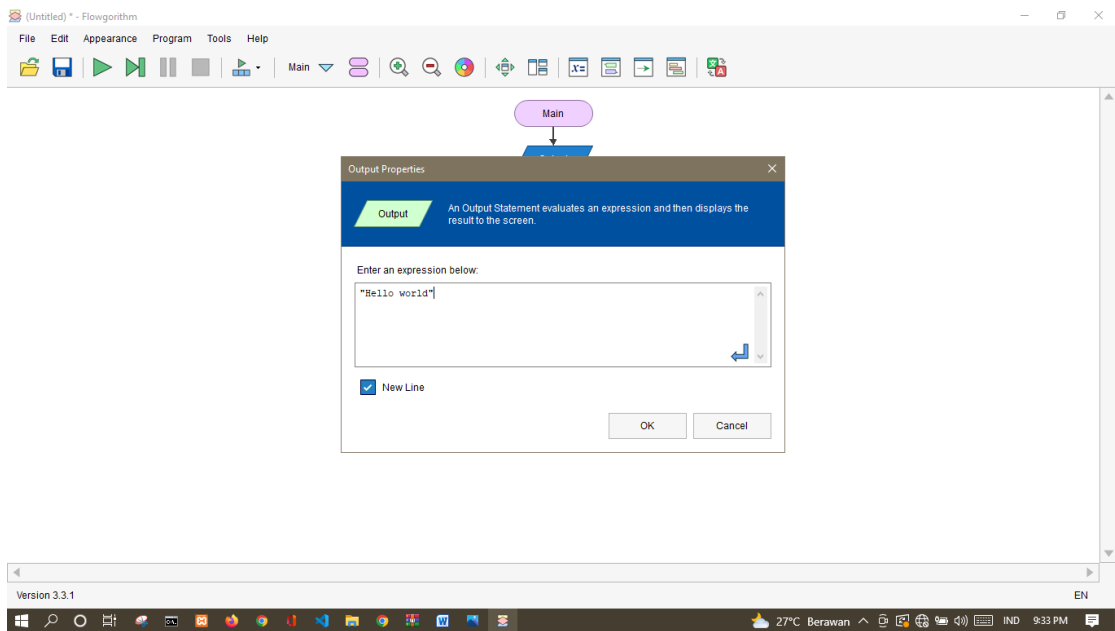 (Untitled) * - Flowgorithm
File Edit Appearance Program Tools Help
Main
Main
Output Properties
Output
An Output Statement evaluates an expression and then displays the
result to the screen.
Enter an expression below:
"Hello world"
New Line
OK Cancel
Version 3.3.1 EN
27°C Berawan IND 9:33 PM